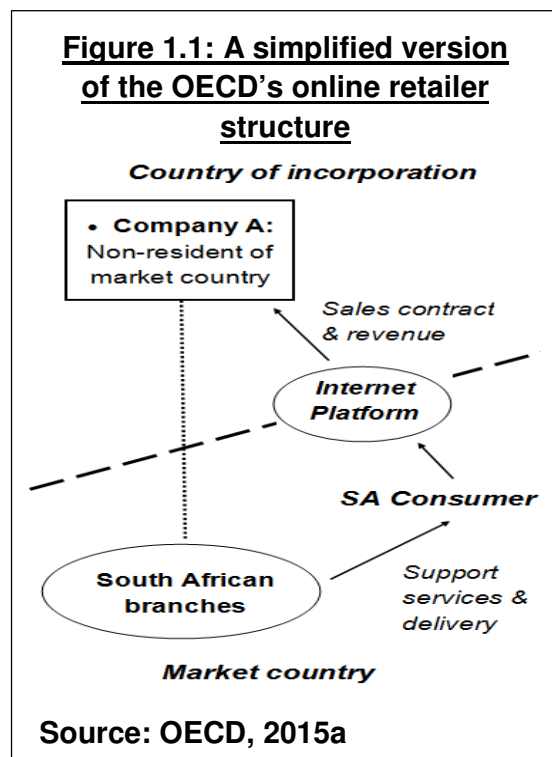 Figure 1.1: A simplified version
of the OECD's online retailer
structure
Country of incorporation
• Company A:
Non-resident of
market country
Sales contract
& revenue
Internet
Platform
SA Consumer
South African
branches
Support
services &
delivery
Market country
Source: OECD, 2015a